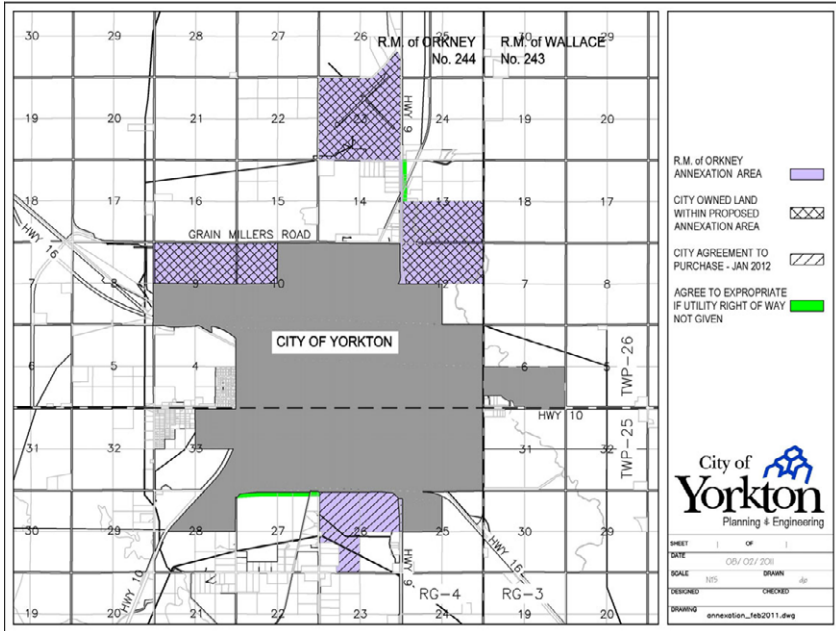 R.M. of ORKNEY
No. 244
R.M. of WALLACE
No. 243
30 29 28 27 26 25 30 29
19 20 21 22 23 24 19 20
HWY 9
18 17 16 15 14 13 18 17
GRAIN MILLERS ROAD
HWY 16
7 8 9 10 12 7 8
CITY OF YORKTON
6 5 4 6 5
TWP-26
HWY 10
31 32 33 31 32
TWP-25
30 29 28 27 26 25 30 29
HWY 10
HWY 9
HWY 16
RG-4 RG-3
19 20 21 22 23 24 19 20
R.M. of ORKNEY
ANNEXATION AREA
CITY OWNED LAND
WITHIN PROPOSED
ANNEXATION AREA
CITY AGREEMENT TO
PURCHASE - JAN 2012
AGREE TO EXPROPRIATE
IF UTILITY RIGHT OF WAY
NOT GIVEN
City of
Yorkton
Planning & Engineering
SHEET OF
DATE 08/02/2011
SCALE NTS DRAWN
DESIGNED CHECKED
DRAWING annexation_feb2011.dwg